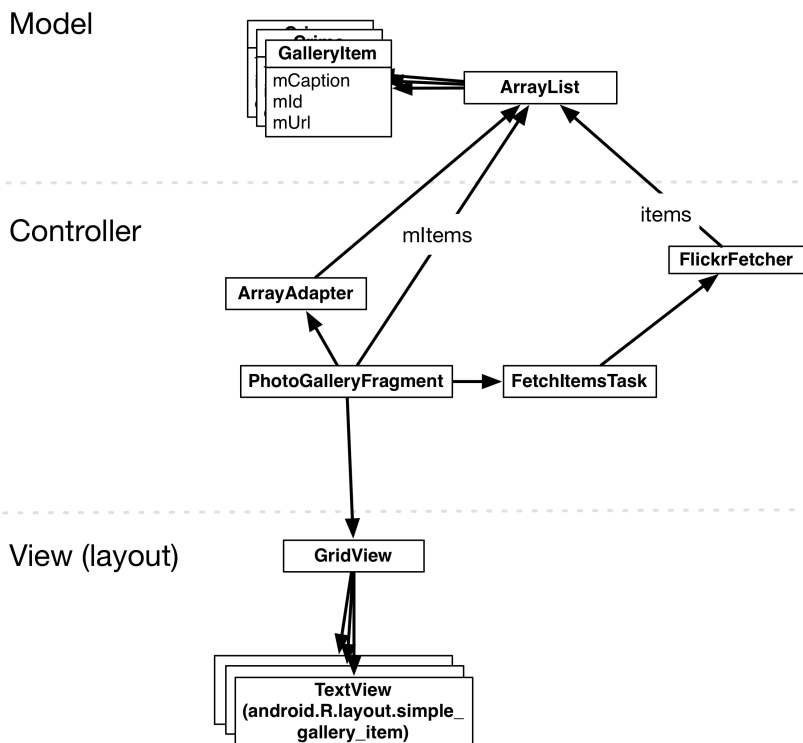 Model
GalleryItem
mCaption
mId
mUrl
ArrayList
Controller
mItems
items
FlickrFetcher
ArrayAdapter
PhotoGalleryFragment
FetchItemsTask
View (layout)
GridView
TextView
(android.R.layout.simple_
gallery_item)